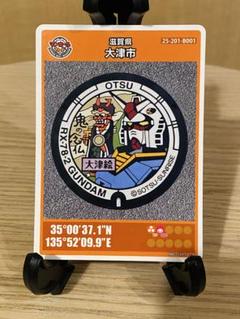 滋賀県
大津市
25-201-B001
OTSU
鬼の念仏
大津絵
RX-78-2 GUNDAM
©SOTSU・SUNRISE
35°00'37.1"N
135°52'09.9"E